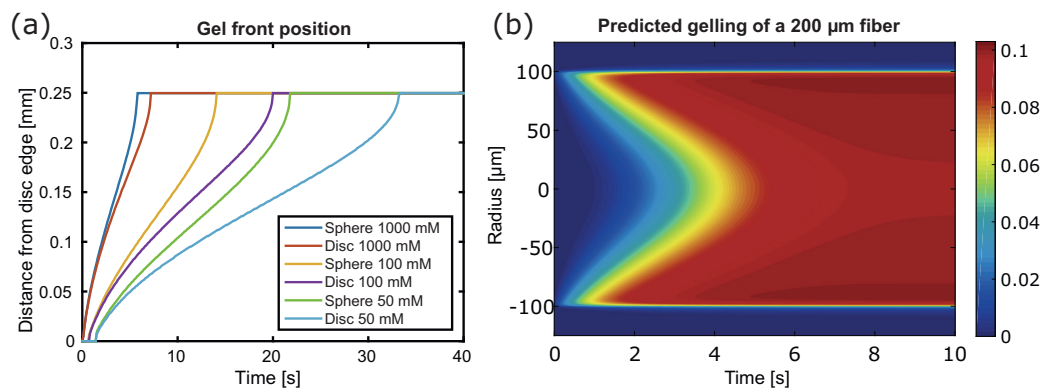 (a)
Gel front position
Distance from disc edge [mm]
0.3
0.25
0.2
0.15
0.1
0.05
0
0 10 20 30 40
Time [s]
Sphere 1000 mM
Disc 1000 mM
Sphere 100 mM
Disc 100 mM
Sphere 50 mM
Disc 50 mM
(b)
Predicted gelling of a 200 µm fiber
Radius [µm]
100
50
0
-50
-100
0 2 4 6 8 10
Time [s]
0.1
0.08
0.06
0.04
0.02
0